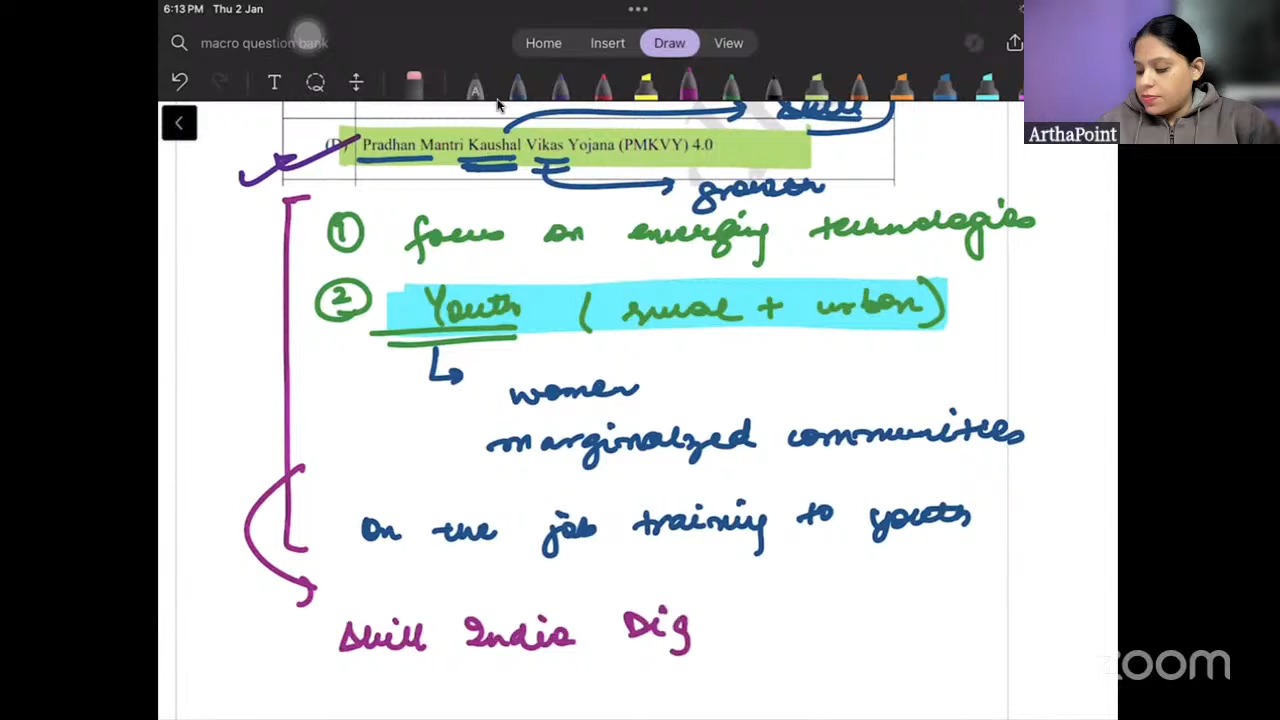 6:13 PM Thu 2 Jan
macro question bank
Home Insert Draw View
ArthaPoint
skill
(D) Pradhan Mantri Kaushal Vikas Yojana (PMKVY) 4.0
growth
① focus on emerging technologies
② Youth (rural + urban)
women
marginalized communities
On the job training to youth
Skill India Dig
zoom